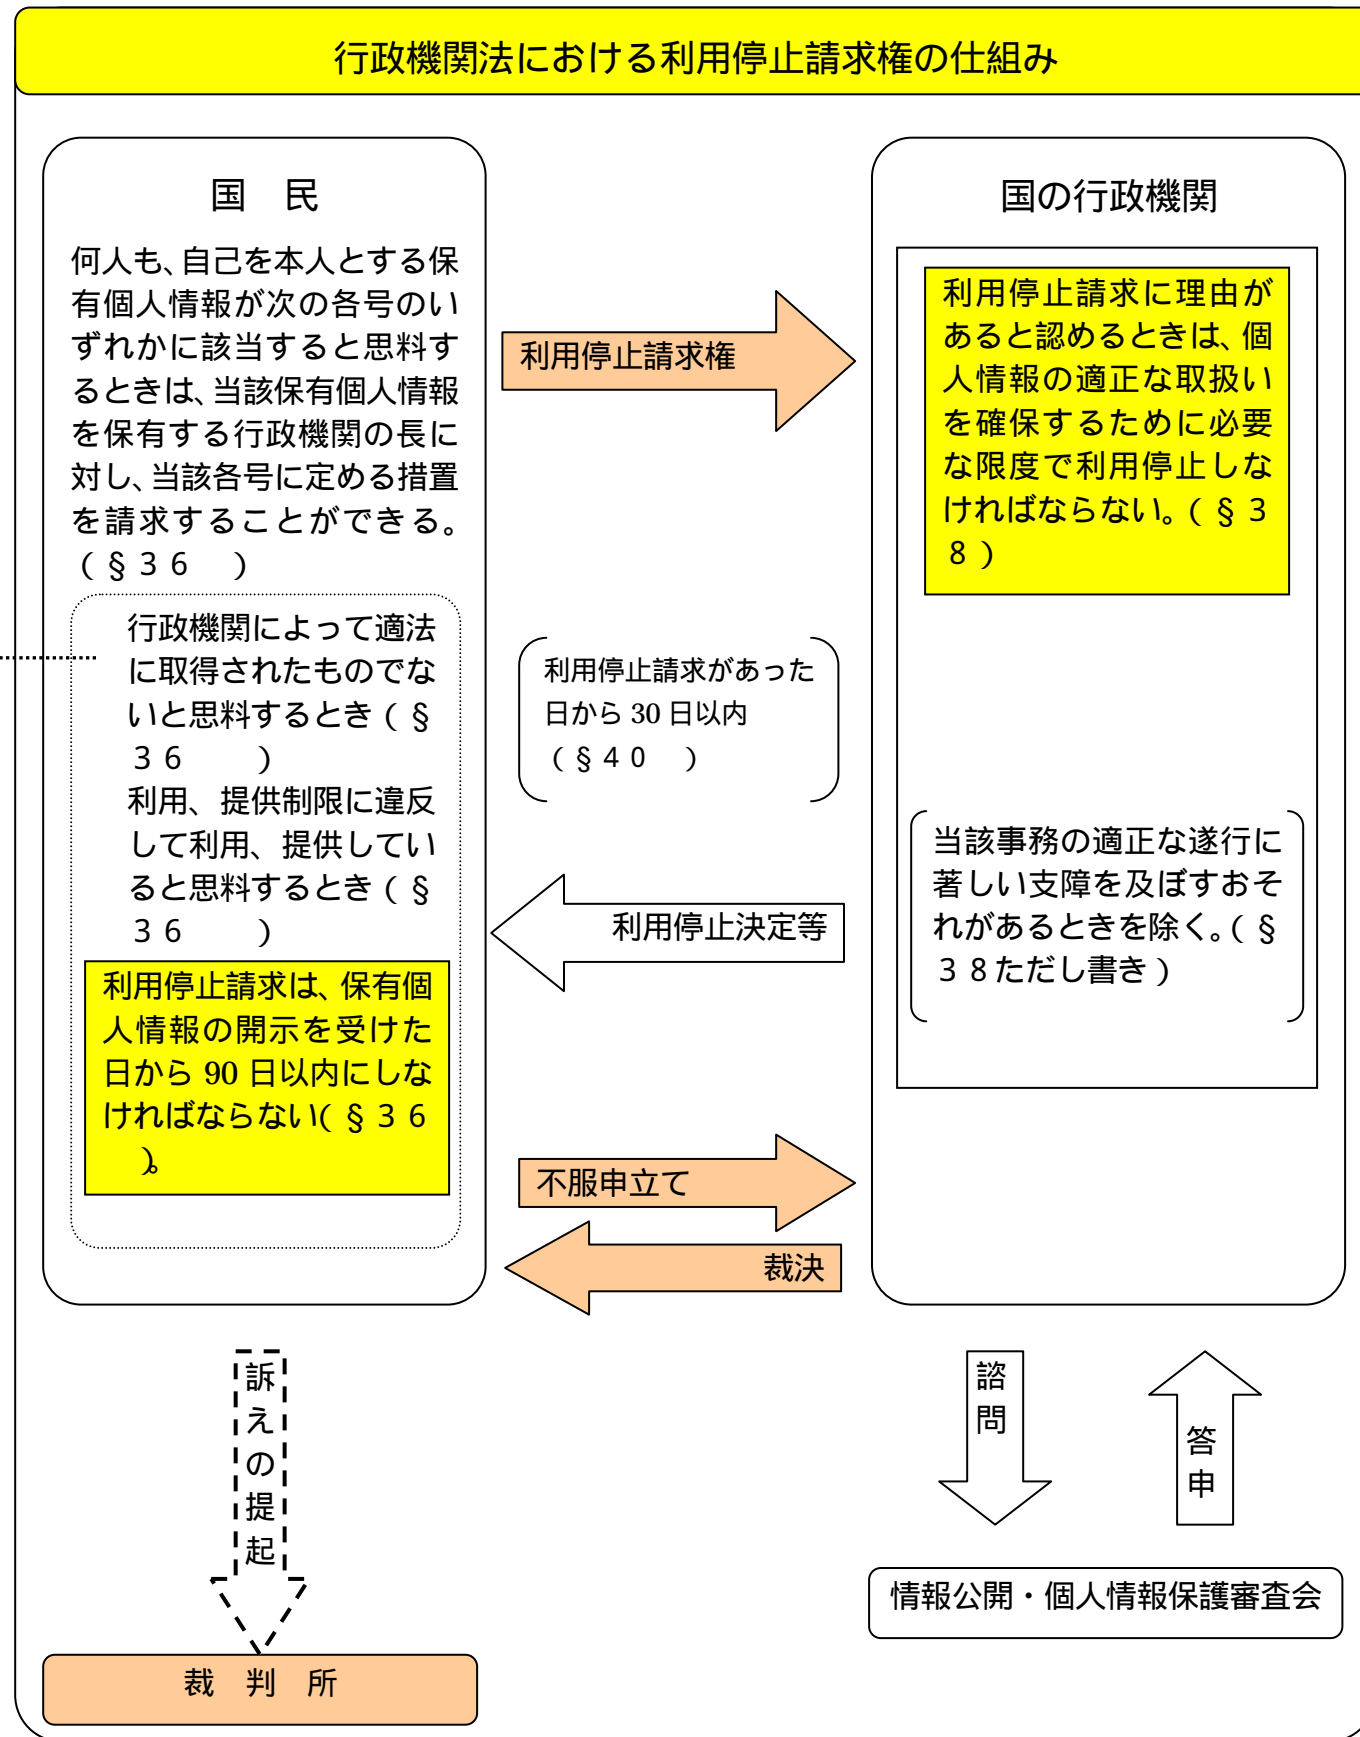 行政機関法における利用停止請求権の仕組み
国　民
何人も、自己を本人とする保
有個人情報が次の各号のい
ずれかに該当すると思料す
るときは、当該保有個人情報
を保有する行政機関の長に
対し、当該各号に定める措置
を請求することができる。
(§36　)
行政機関によって適法
に取得されたものでな
いと思料するとき(§
36　　)
利用、提供制限に違反
して利用、提供してい
ると思料するとき(§
36　　)
利用停止請求は、保有個
人情報の開示を受けた
日から 90 日以内にしな
ければならない(§36
)。
利用停止請求権
利用停止請求があった
日から 30 日以内
(§40　)
利用停止決定等
不服申立て
裁決
国の行政機関
利用停止請求に理由が
あると認めるときは、個
人情報の適正な取扱い
を確保するために必要
な限度で利用停止しな
ければならない。(§3
8)
当該事務の適正な遂行に
著しい支障を及ぼすおそ
れがあるときを除く。(§
38ただし書き)
訴えの提起
裁　判　所
諮問
答申
情報公開・個人情報保護審査会